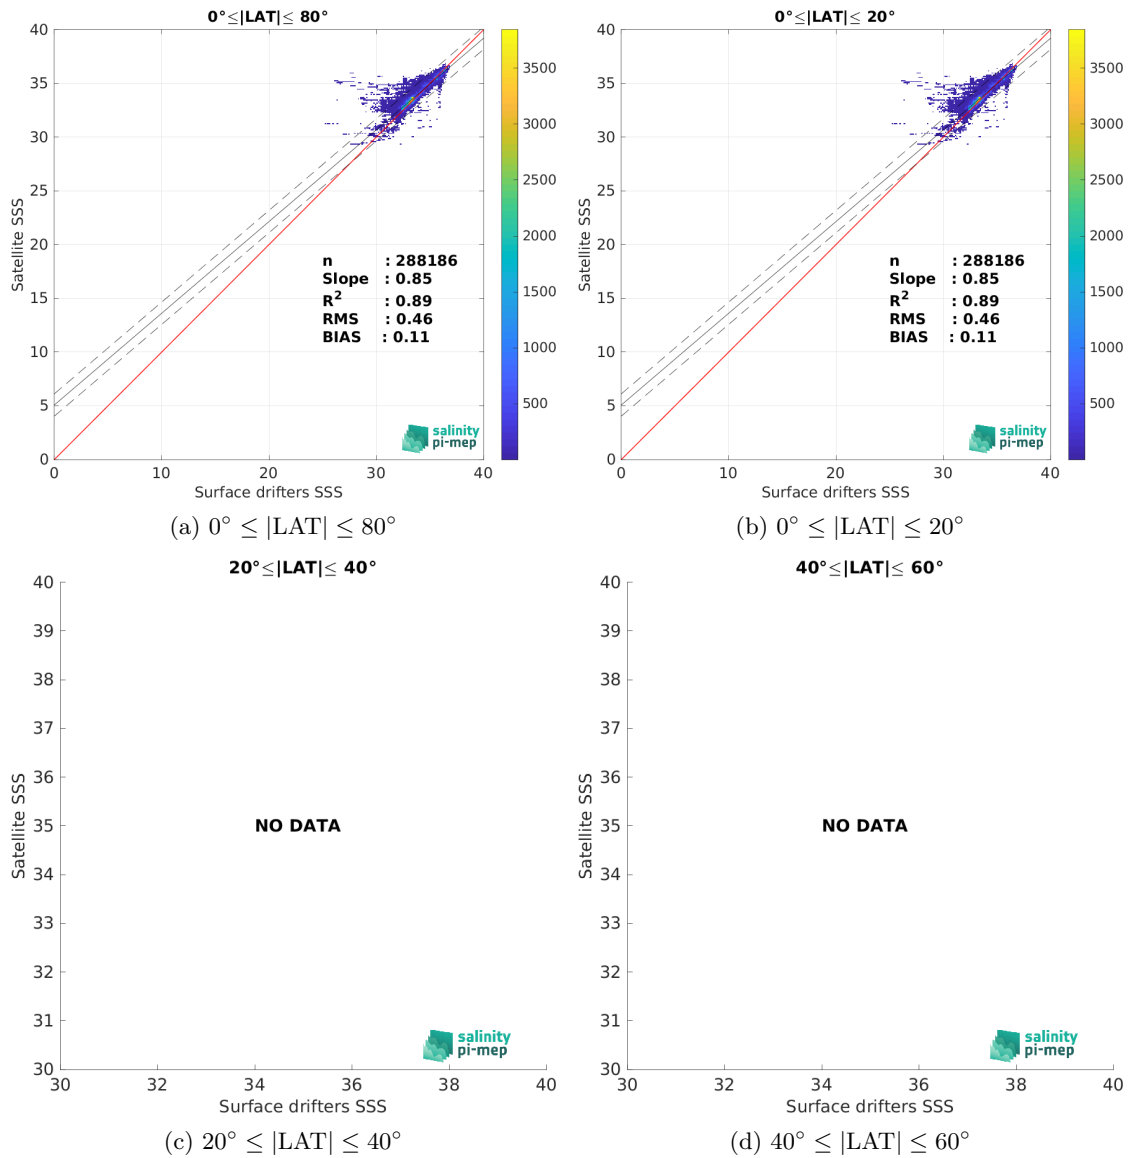 0°≤|LAT|≤ 80°
40
35
30
25
20
15
10
5
0
Satellite SSS
n : 288186
Slope : 0.85
R² : 0.89
RMS : 0.46
BIAS : 0.11
salinity
pi-mep
0 10 20 30 40
Surface drifters SSS
3500
3000
2500
2000
1500
1000
500
(a) 0° ≤ |LAT| ≤ 80°
0°≤|LAT|≤ 20°
40
35
30
25
20
15
10
5
0
Satellite SSS
n : 288186
Slope : 0.85
R² : 0.89
RMS : 0.46
BIAS : 0.11
salinity
pi-mep
0 10 20 30 40
Surface drifters SSS
3500
3000
2500
2000
1500
1000
500
(b) 0° ≤ |LAT| ≤ 20°
20°≤|LAT|≤ 40°
40
39
38
37
36
35
34
33
32
31
30
Satellite SSS
NO DATA
salinity
pi-mep
30 32 34 36 38 40
Surface drifters SSS
(c) 20° ≤ |LAT| ≤ 40°
40°≤|LAT|≤ 60°
40
39
38
37
36
35
34
33
32
31
30
Satellite SSS
NO DATA
salinity
pi-mep
30 32 34 36 38 40
Surface drifters SSS
(d) 40° ≤ |LAT| ≤ 60°